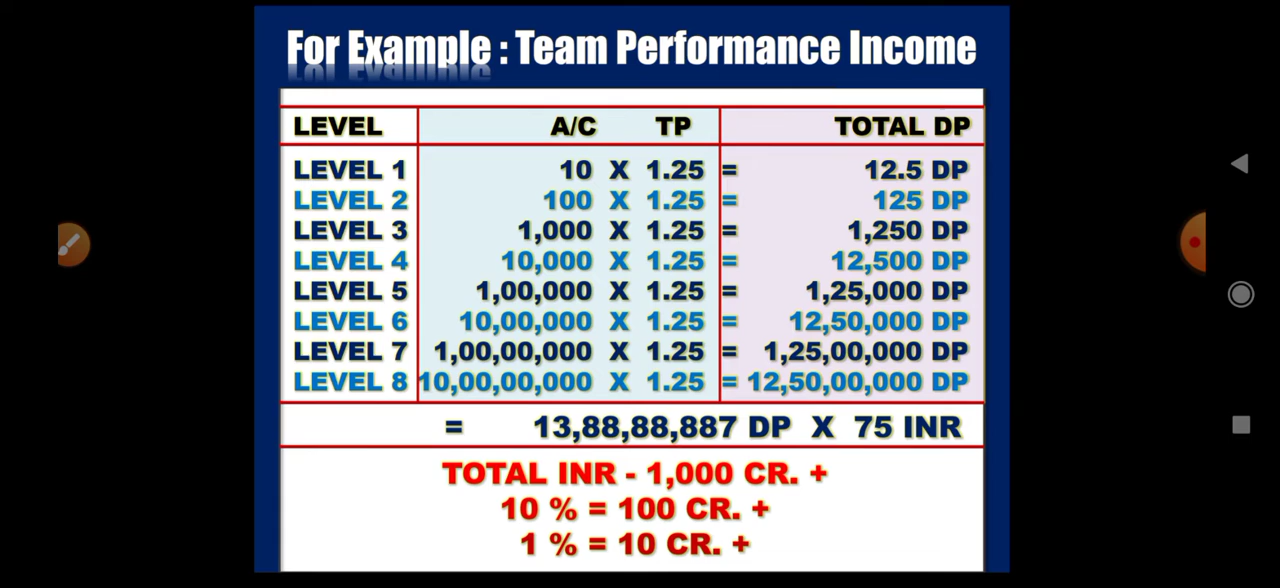 For Example : Team Performance Income
LEVEL A/C TP TOTAL DP
LEVEL 1 10 X 1.25 = 12.5 DP
LEVEL 2 100 X 1.25 = 125 DP
LEVEL 3 1,000 X 1.25 = 1,250 DP
LEVEL 4 10,000 X 1.25 = 12,500 DP
LEVEL 5 1,00,000 X 1.25 = 1,25,000 DP
LEVEL 6 10,00,000 X 1.25 = 12,50,000 DP
LEVEL 7 1,00,00,000 X 1.25 = 1,25,00,000 DP
LEVEL 8 10,00,00,000 X 1.25 = 12,50,00,000 DP
= 13,88,88,887 DP X 75 INR
TOTAL INR - 1,000 CR. +
10 % = 100 CR. +
1 % = 10 CR. +